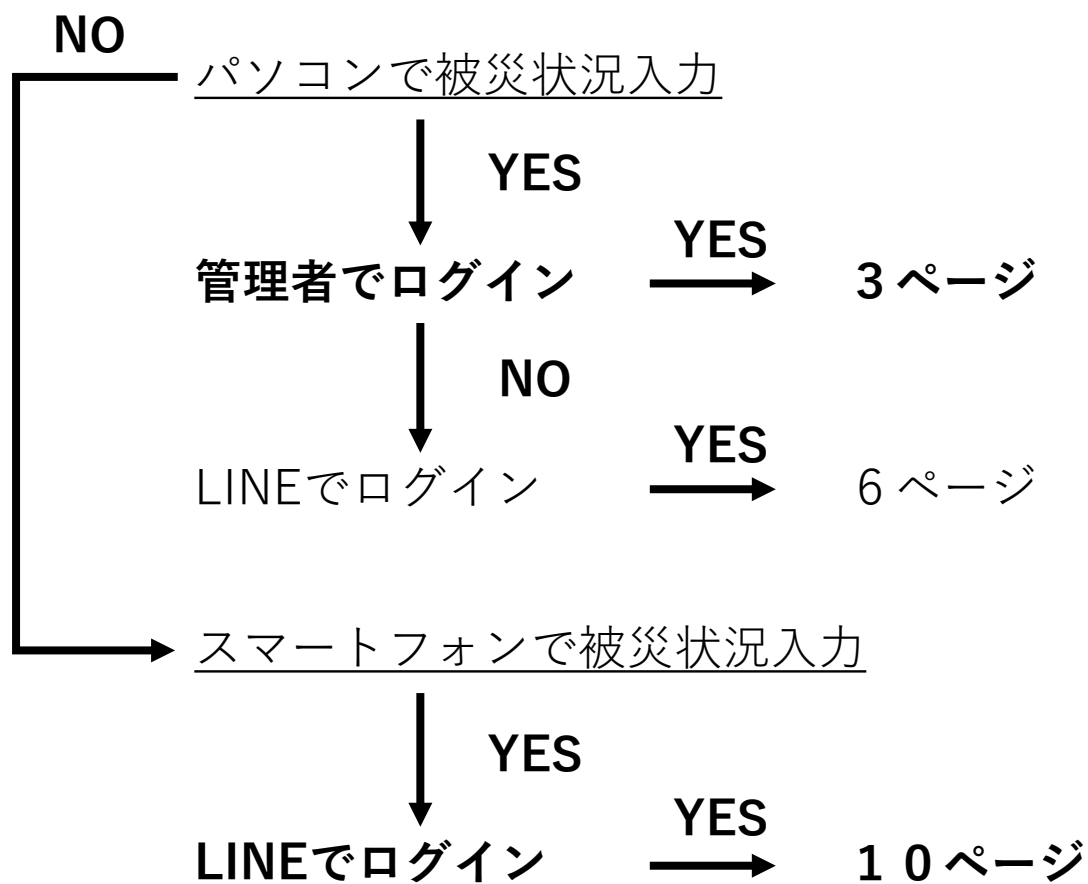 NO
パソコンで被災状況入力
YES
管理者でログイン
YES
３ページ
NO
LINEでログイン
YES
６ページ
スマートフォンで被災状況入力
YES
LINEでログイン
YES
１０ページ